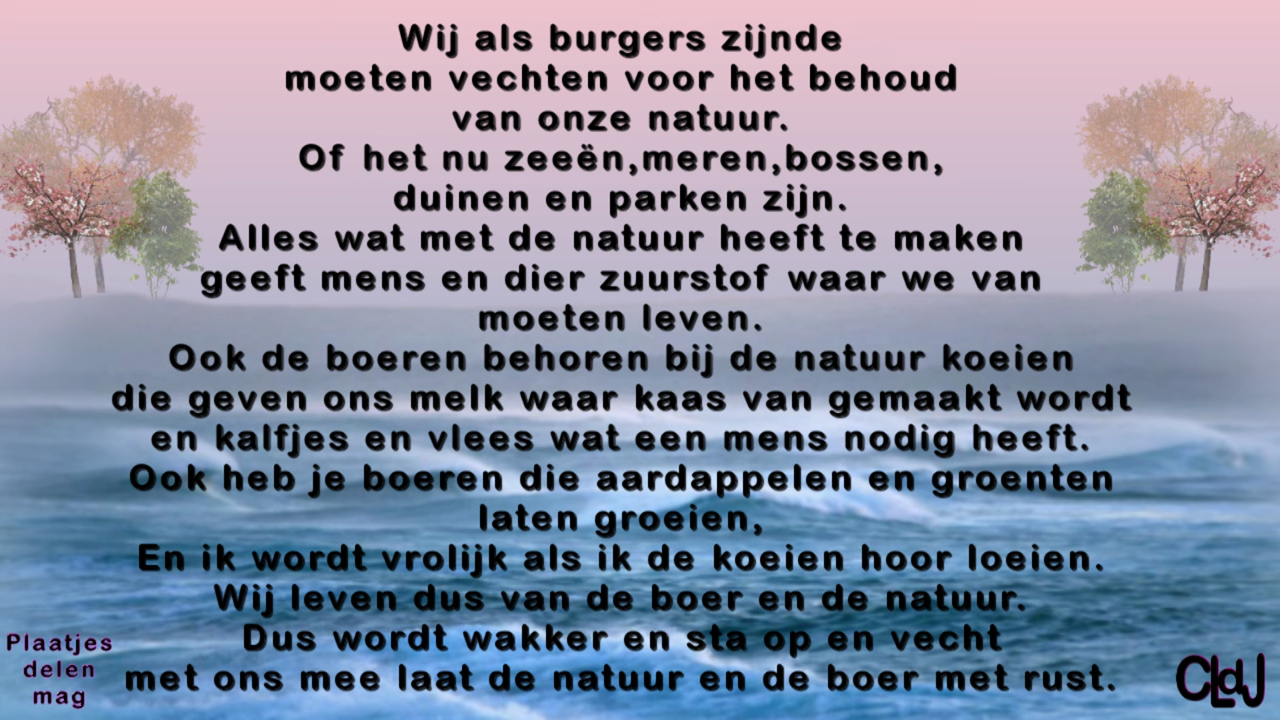 Wij als burgers zijnde
moeten vechten voor het behoud
van onze natuur.
Of het nu zeeën,meren,bossen,
duinen en parken zijn.
Alles wat met de natuur heeft te maken
geeft mens en dier zuurstof waar we van
moeten leven.
Ook de boeren behoren bij de natuur koeien
die geven ons melk waar kaas van gemaakt wordt
en kalfjes en vlees wat een mens nodig heeft.
Ook heb je boeren die aardappelen en groenten
laten groeien,
En ik wordt vrolijk als ik de koeien hoor loeien.
Wij leven dus van de boer en de natuur.
Dus wordt wakker en sta op en vecht
met ons mee laat de natuur en de boer met rust.
Plaatjes
delen
mag
CLdJ